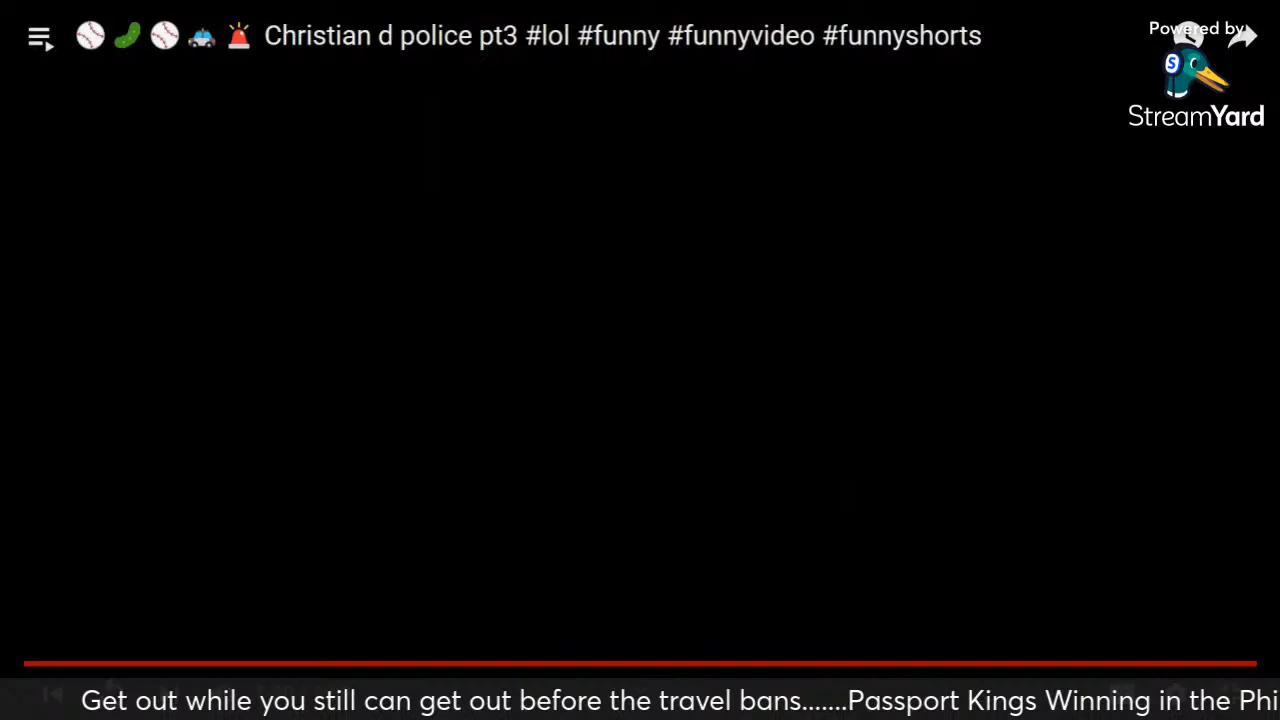 ⚾🥒⚾🚓🚨 Christian d police pt3 #lol #funny #funnyvideo #funnyshorts
Powered by
S
StreamYard
Get out while you still can get out before the travel bans.......Passport Kings Winning in the Phi